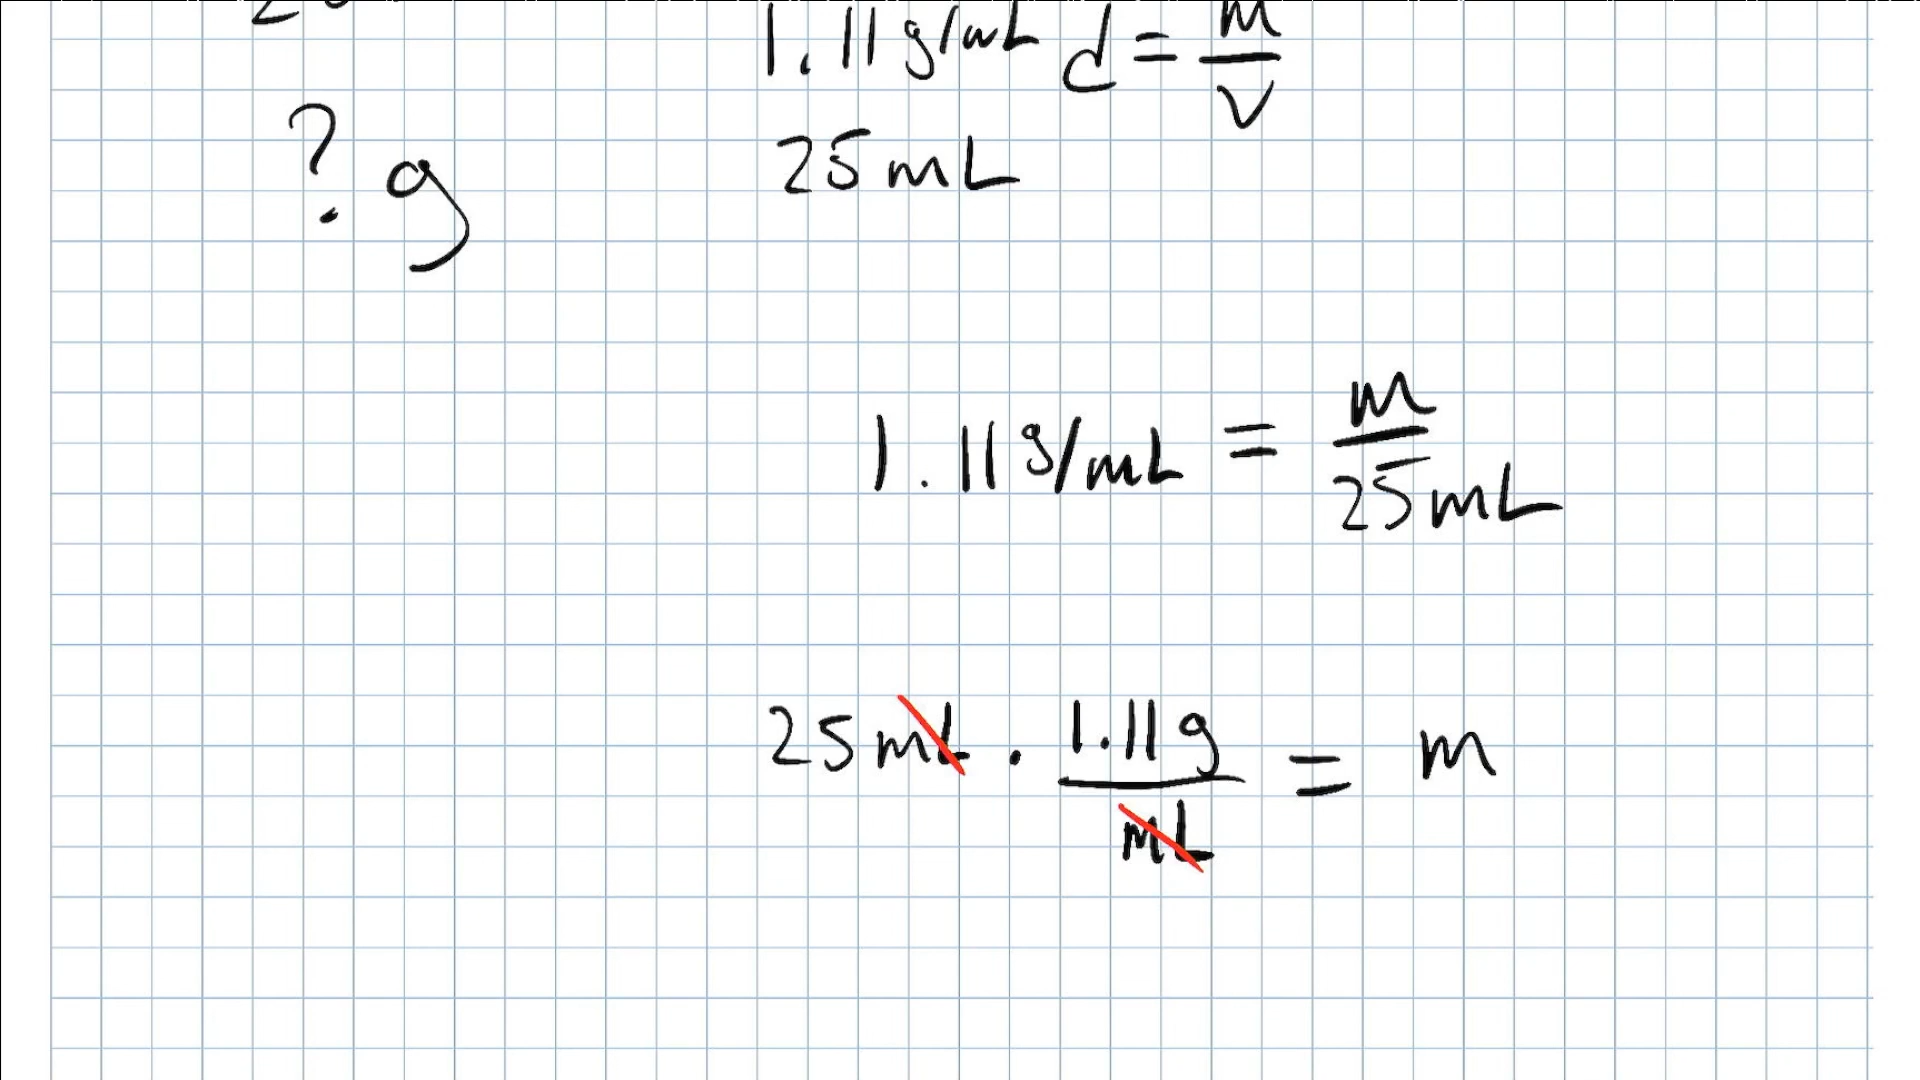 1.11 g/mL d = m/V
? g 25 mL
1.11 g/mL = m/25 mL
25 mL · 1.11 g/mL = m